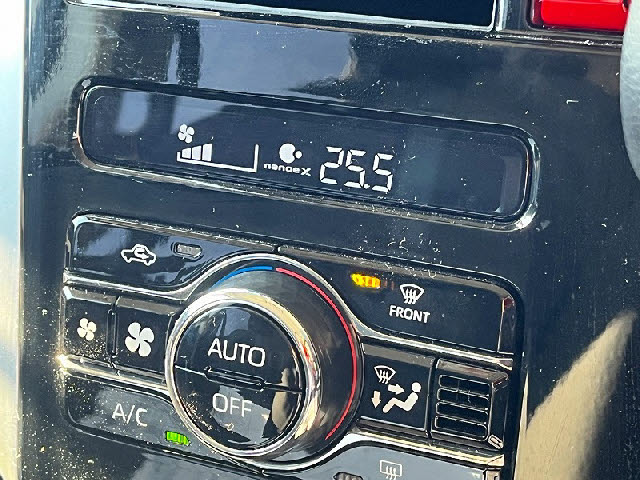 nanoeX 25.5
FRONT
AUTO
OFF
A/C